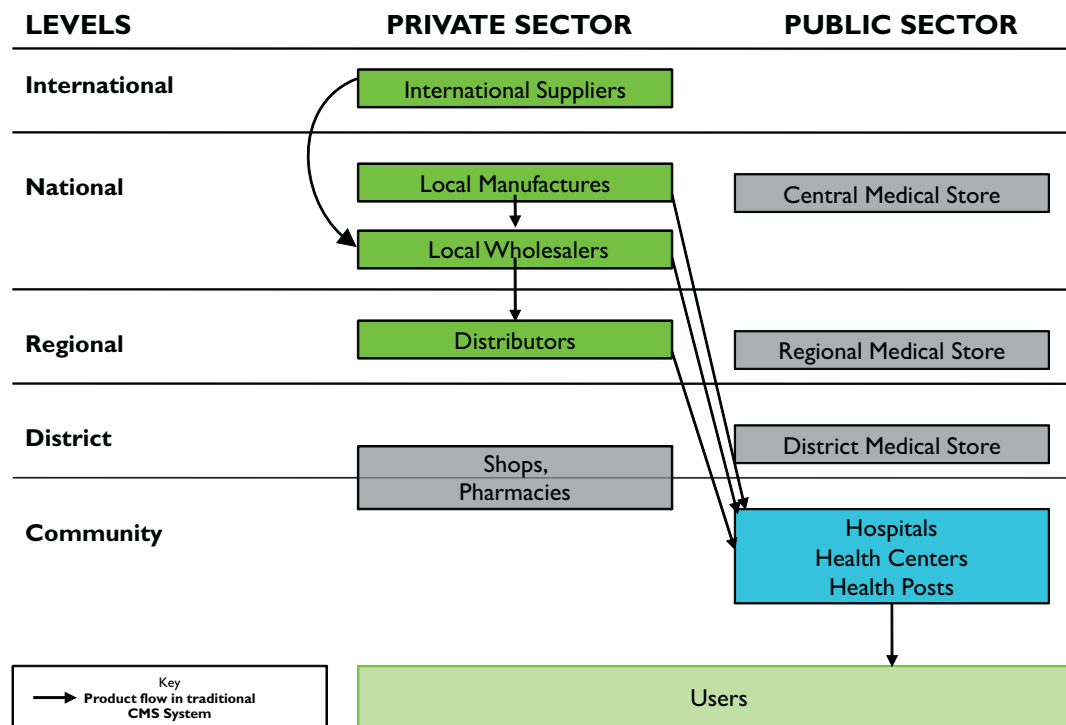 LEVELS PRIVATE SECTOR PUBLIC SECTOR
International International Suppliers
National Local Manufactures Central Medical Store
Local Wholesalers
Regional Distributors Regional Medical Store
District District Medical Store
Shops,
Pharmacies
Community Hospitals
Health Centers
Health Posts
Key
Product flow in traditional
CMS System
Users